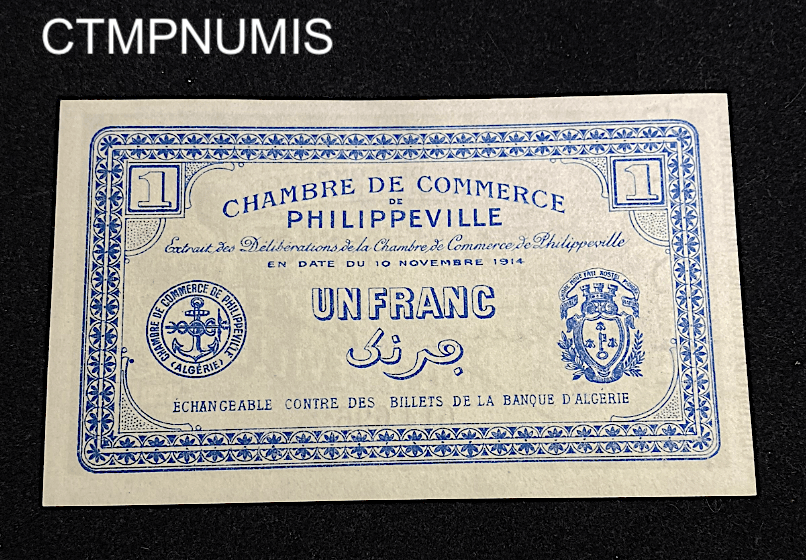 CTMPNUMIS
1 1
CHAMBRE DE COMMERCE
DE
PHILIPPEVILLE
Extrait des Délibérations de la Chambre de Commerce de Philippeville
EN DATE DU 10 NOVEMBRE 1914
UN FRANC
فرنك
CHAMBRE DE COMMERCE DE PHILIPPEVILLE
(ALGÉRIE)
ÉCHANGEABLE CONTRE DES BILLETS DE LA BANQUE D'ALGERIE